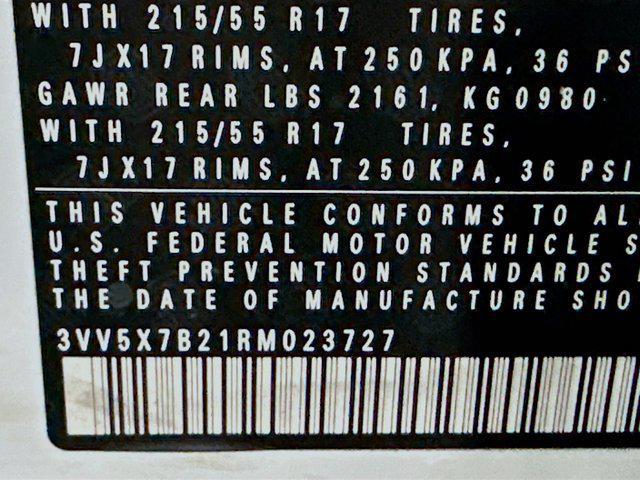 WITH 215/55 R17 TIRES,
7JX17 RIMS, AT 250 KPA, 36 PS
GAWR REAR LBS 2161, KG 0980
WITH 215/55 R17 TIRES,
7JX17 RIMS, AT 250 KPA, 36 PSI
THIS VEHICLE CONFORMS TO AL
U.S. FEDERAL MOTOR VEHICLE S
THEFT PREVENTION STANDARDS
THE DATE OF MANUFACTURE SHO
3VV5X7B21RM023727